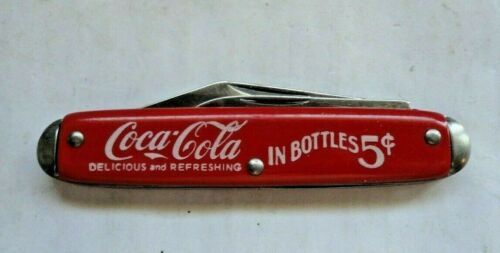 Coca-Cola IN BOTTLES 5¢
DELICIOUS and REFRESHING